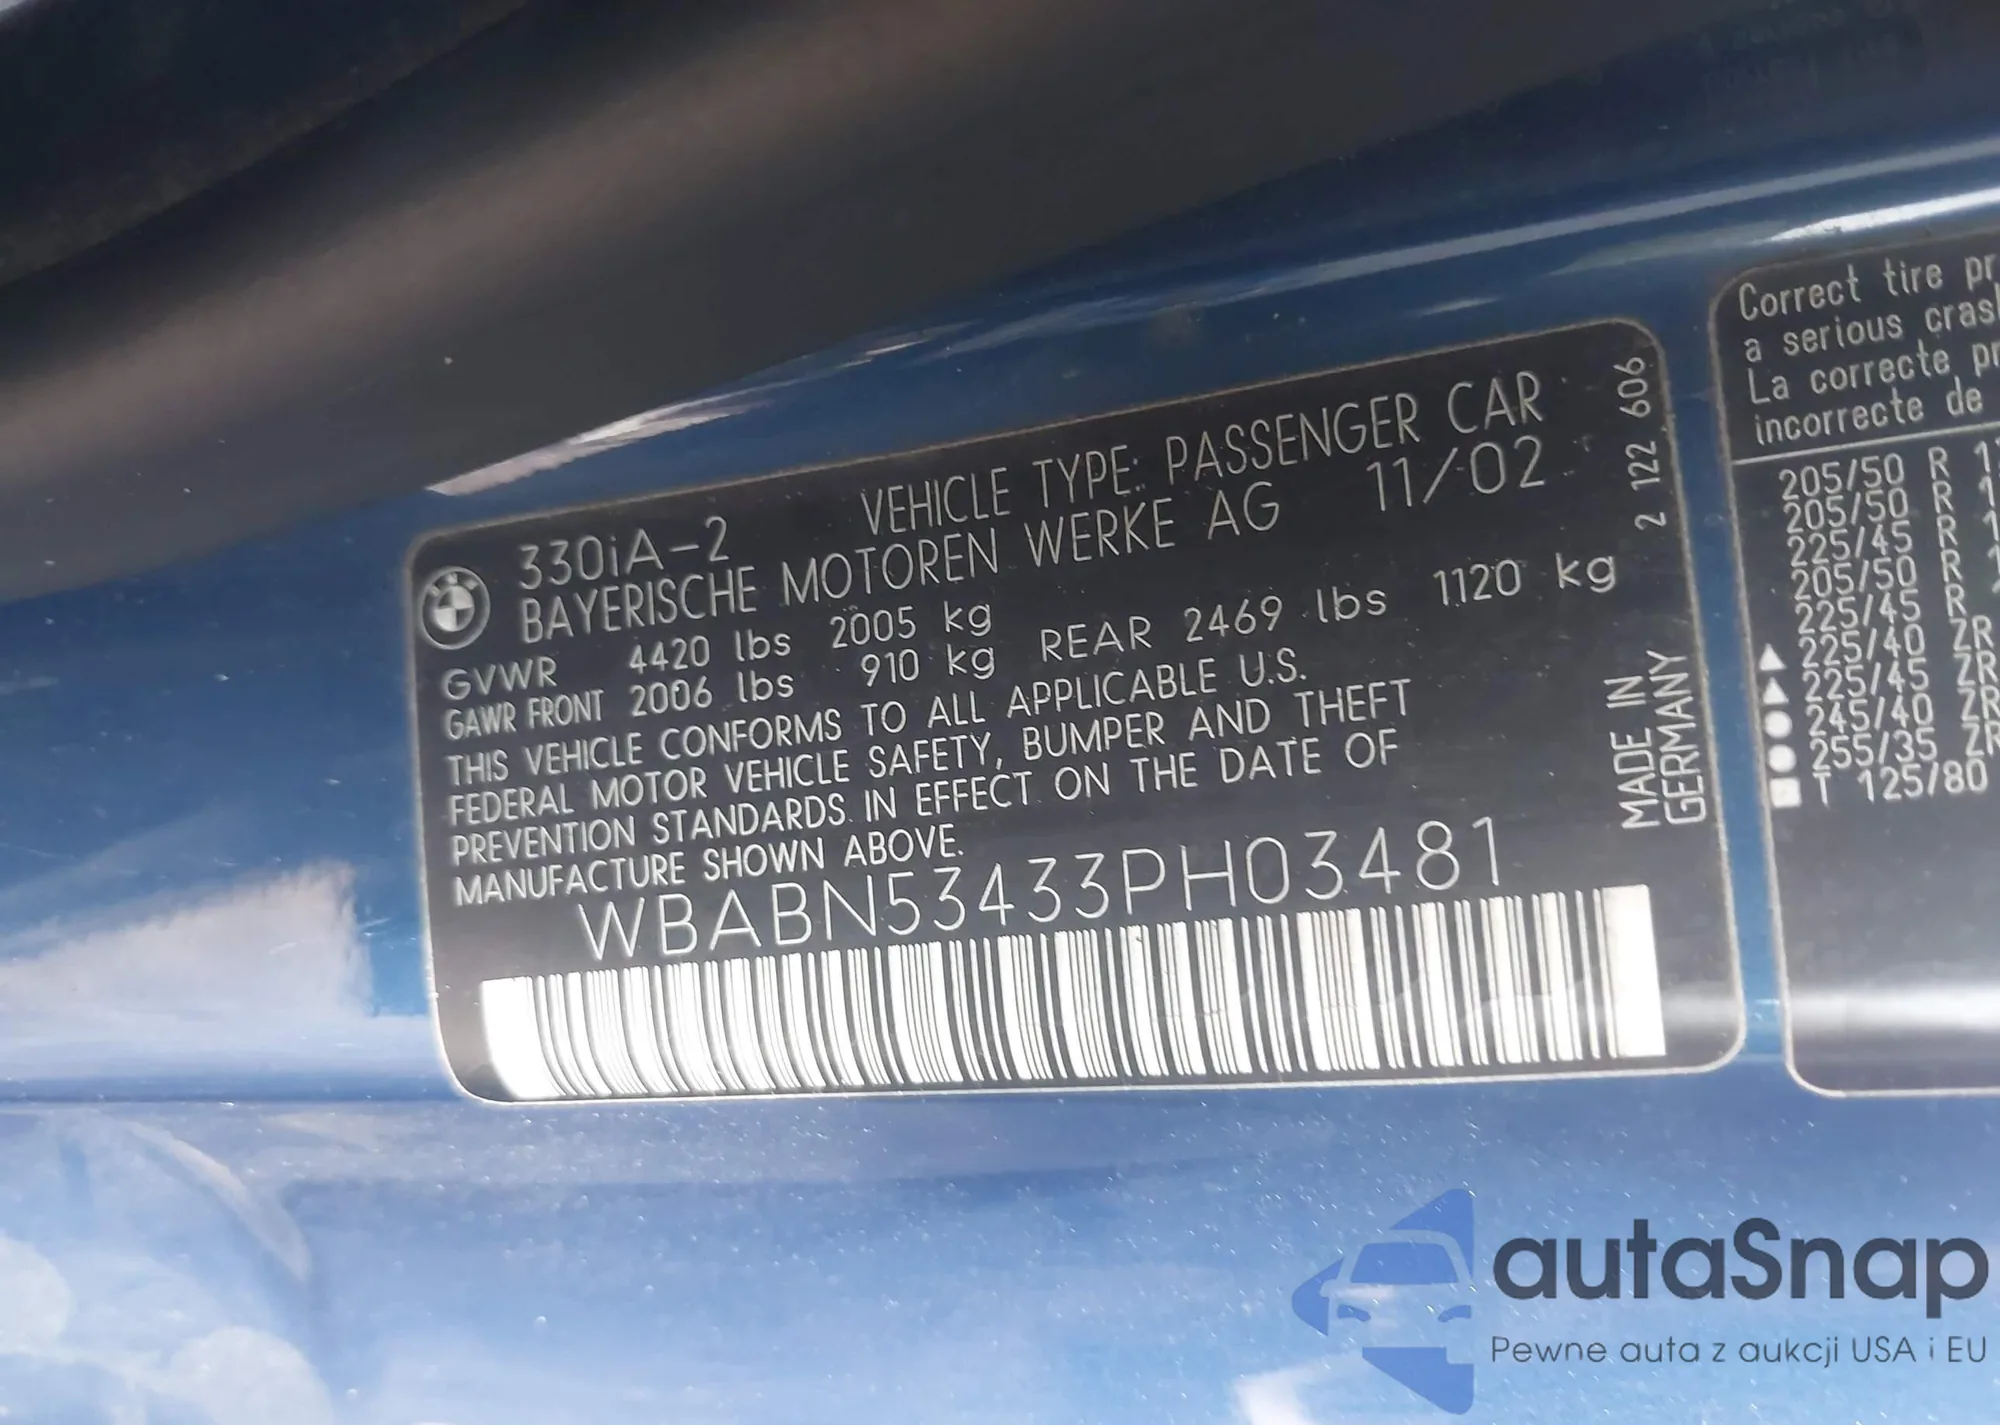 330iA-2 VEHICLE TYPE: PASSENGER CAR
BAYERISCHE MOTOREN WERKE AG 11/02
GVWR 4420 lbs 2005 kg
GAWR FRONT 2006 lbs 910 kg REAR 2469 lbs 1120 kg
THIS VEHICLE CONFORMS TO ALL APPLICABLE U.S.
FEDERAL MOTOR VEHICLE SAFETY, BUMPER AND THEFT
PREVENTION STANDARDS IN EFFECT ON THE DATE OF
MANUFACTURE SHOWN ABOVE.
WBABN53433PH03481
2 122 606
MADE IN
GERMANY
Correct tire
a serious
La correcte
incorrecte de
205/50 R
205/50 R
225/45 R
205/50 R
225/45 R
225/40 ZR
225/45 ZR
245/40 ZR
255/35 ZR
T 125/80
autaSnap
Pewne auta z aukcji USA i EU